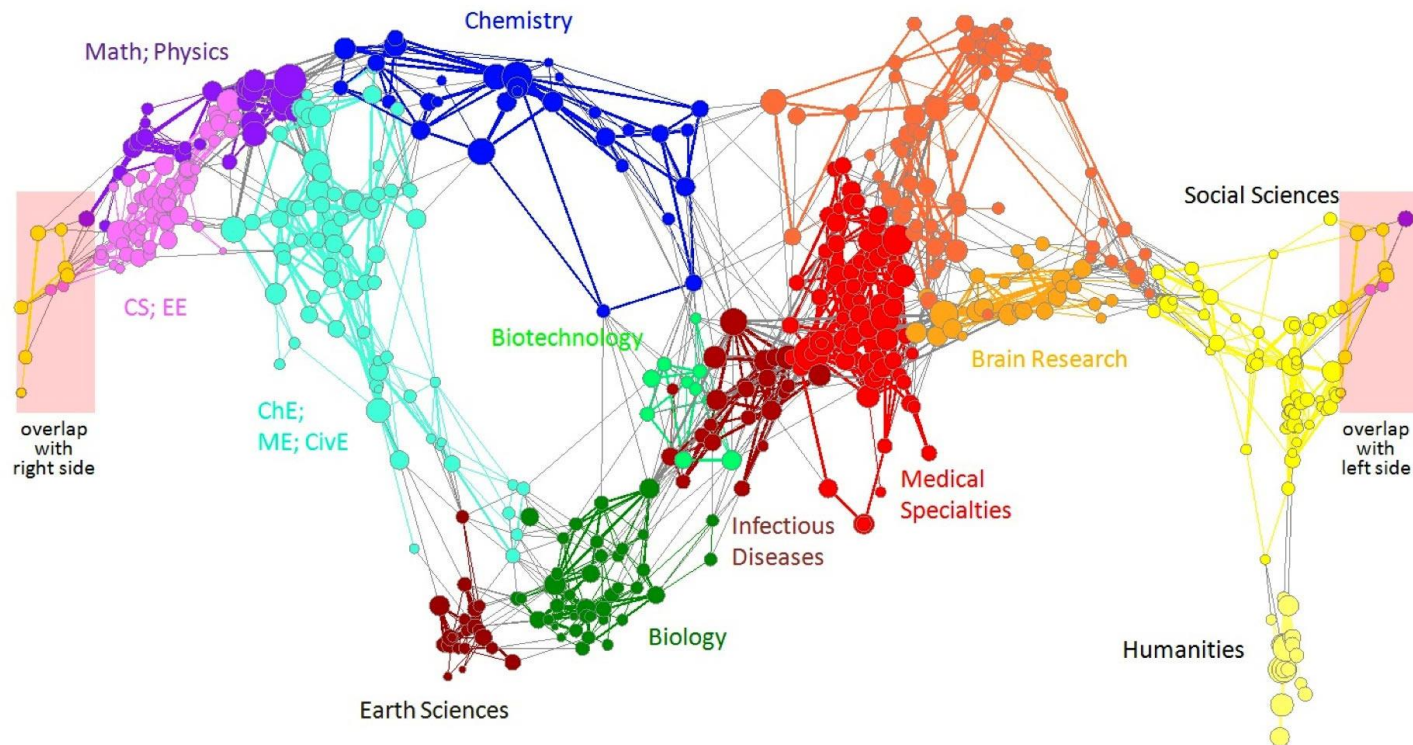 Chemistry
Math; Physics
Social Sciences
CS; EE
Biotechnology
Brain Research
ChE;
ME; CivE
overlap
with
right side
overlap
with
left side
Medical
Specialties
Infectious
Diseases
Biology
Humanities
Earth Sciences